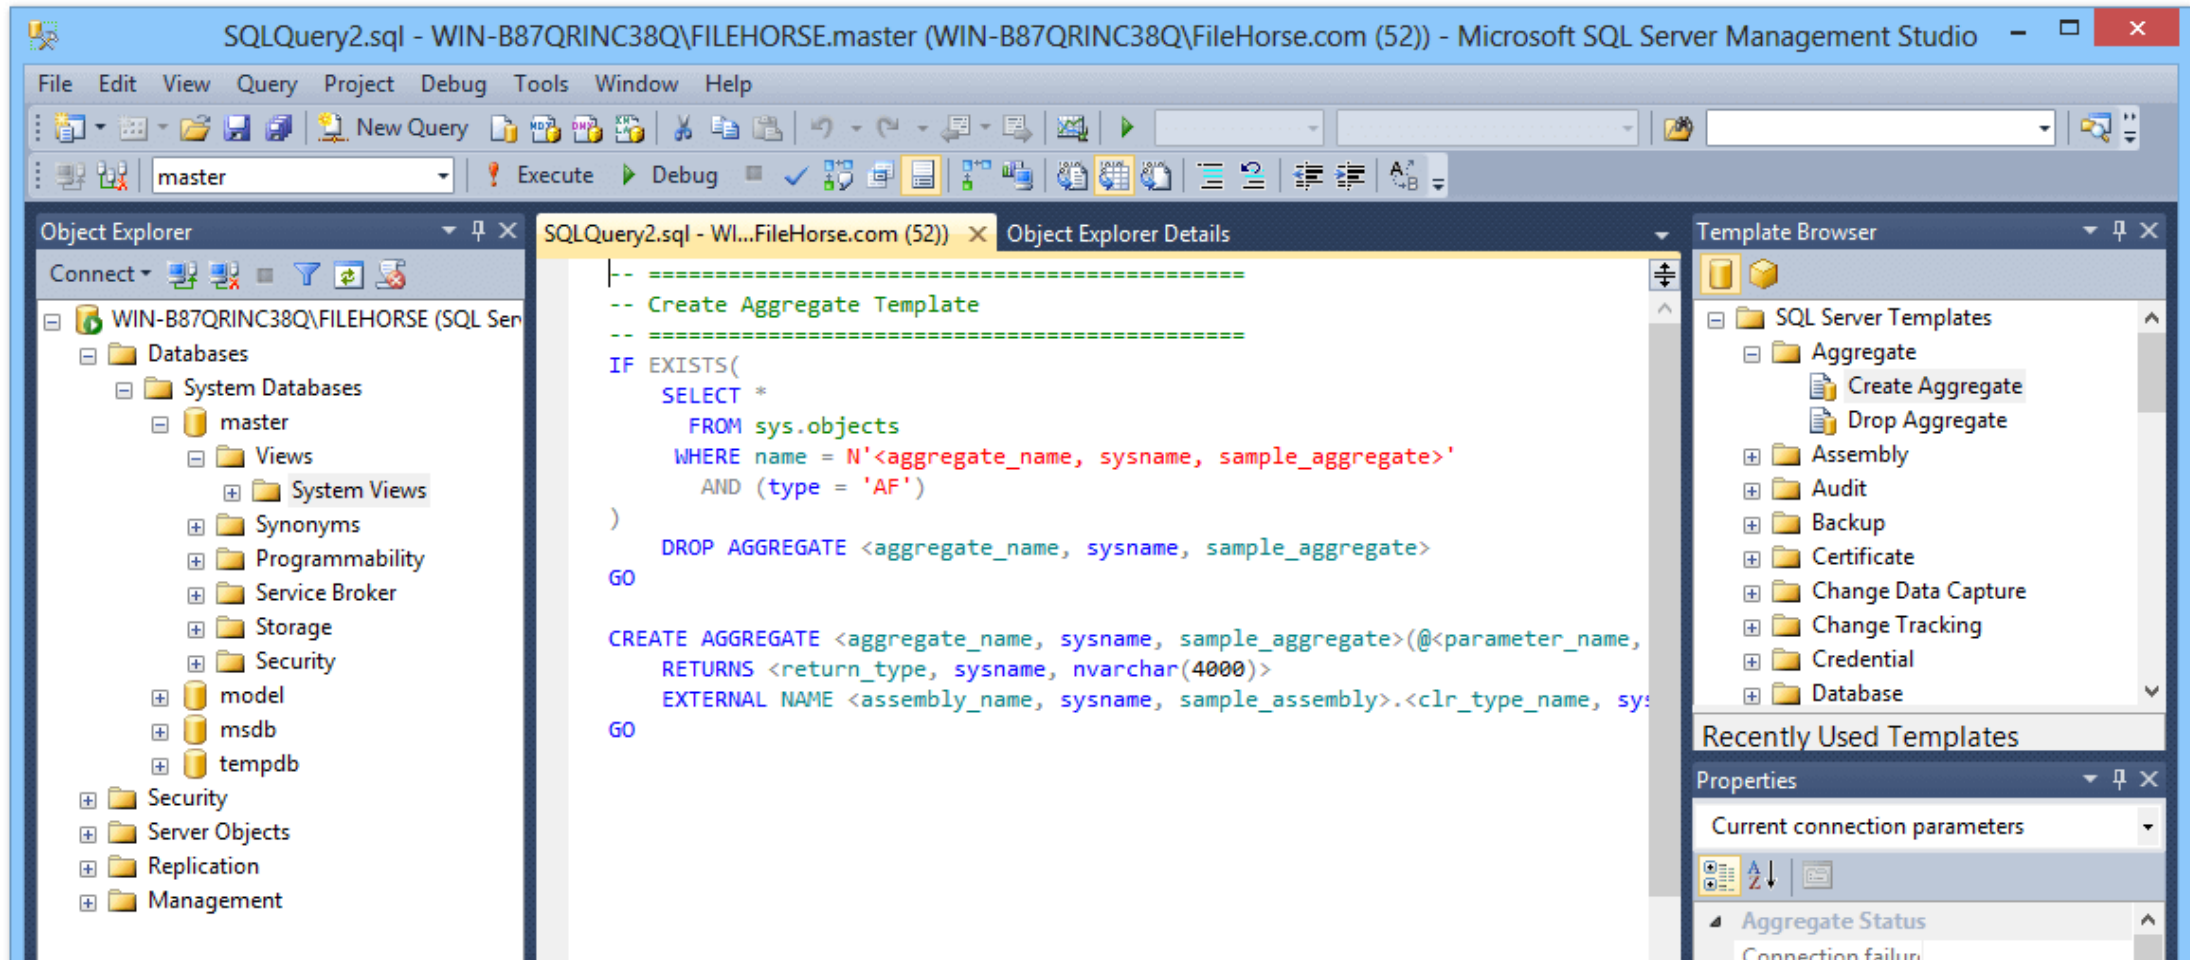 SQLQuery2.sql - WIN-B87QRINC38Q\FILEHORSE.master (WIN-B87QRINC38Q\FileHorse.com (52)) - Microsoft SQL Server Management Studio
File Edit View Query Project Debug Tools Window Help
New Query
master Execute Debug
Object Explorer
Connect
WIN-B87QRINC38Q\FILEHORSE (SQL Ser
Databases
System Databases
master
Views
System Views
Synonyms
Programmability
Service Broker
Storage
Security
model
msdb
tempdb
Security
Server Objects
Replication
Management
SQLQuery2.sql - WI...FileHorse.com (52)) Object Explorer Details
-- =============================================
-- Create Aggregate Template
-- =============================================
IF EXISTS(
SELECT *
FROM sys.objects
WHERE name = N'<aggregate_name, sysname, sample_aggregate>'
AND (type = 'AF')
)
DROP AGGREGATE <aggregate_name, sysname, sample_aggregate>
GO
CREATE AGGREGATE <aggregate_name, sysname, sample_aggregate>(@<parameter_name,
RETURNS <return_type, sysname, nvarchar(4000)>
EXTERNAL NAME <assembly_name, sysname, sample_assembly>.<clr_type_name, sys
GO
Template Browser
SQL Server Templates
Aggregate
Create Aggregate
Drop Aggregate
Assembly
Audit
Backup
Certificate
Change Data Capture
Change Tracking
Credential
Database
Recently Used Templates
Properties
Current connection parameters
Aggregate Status
Connection failur